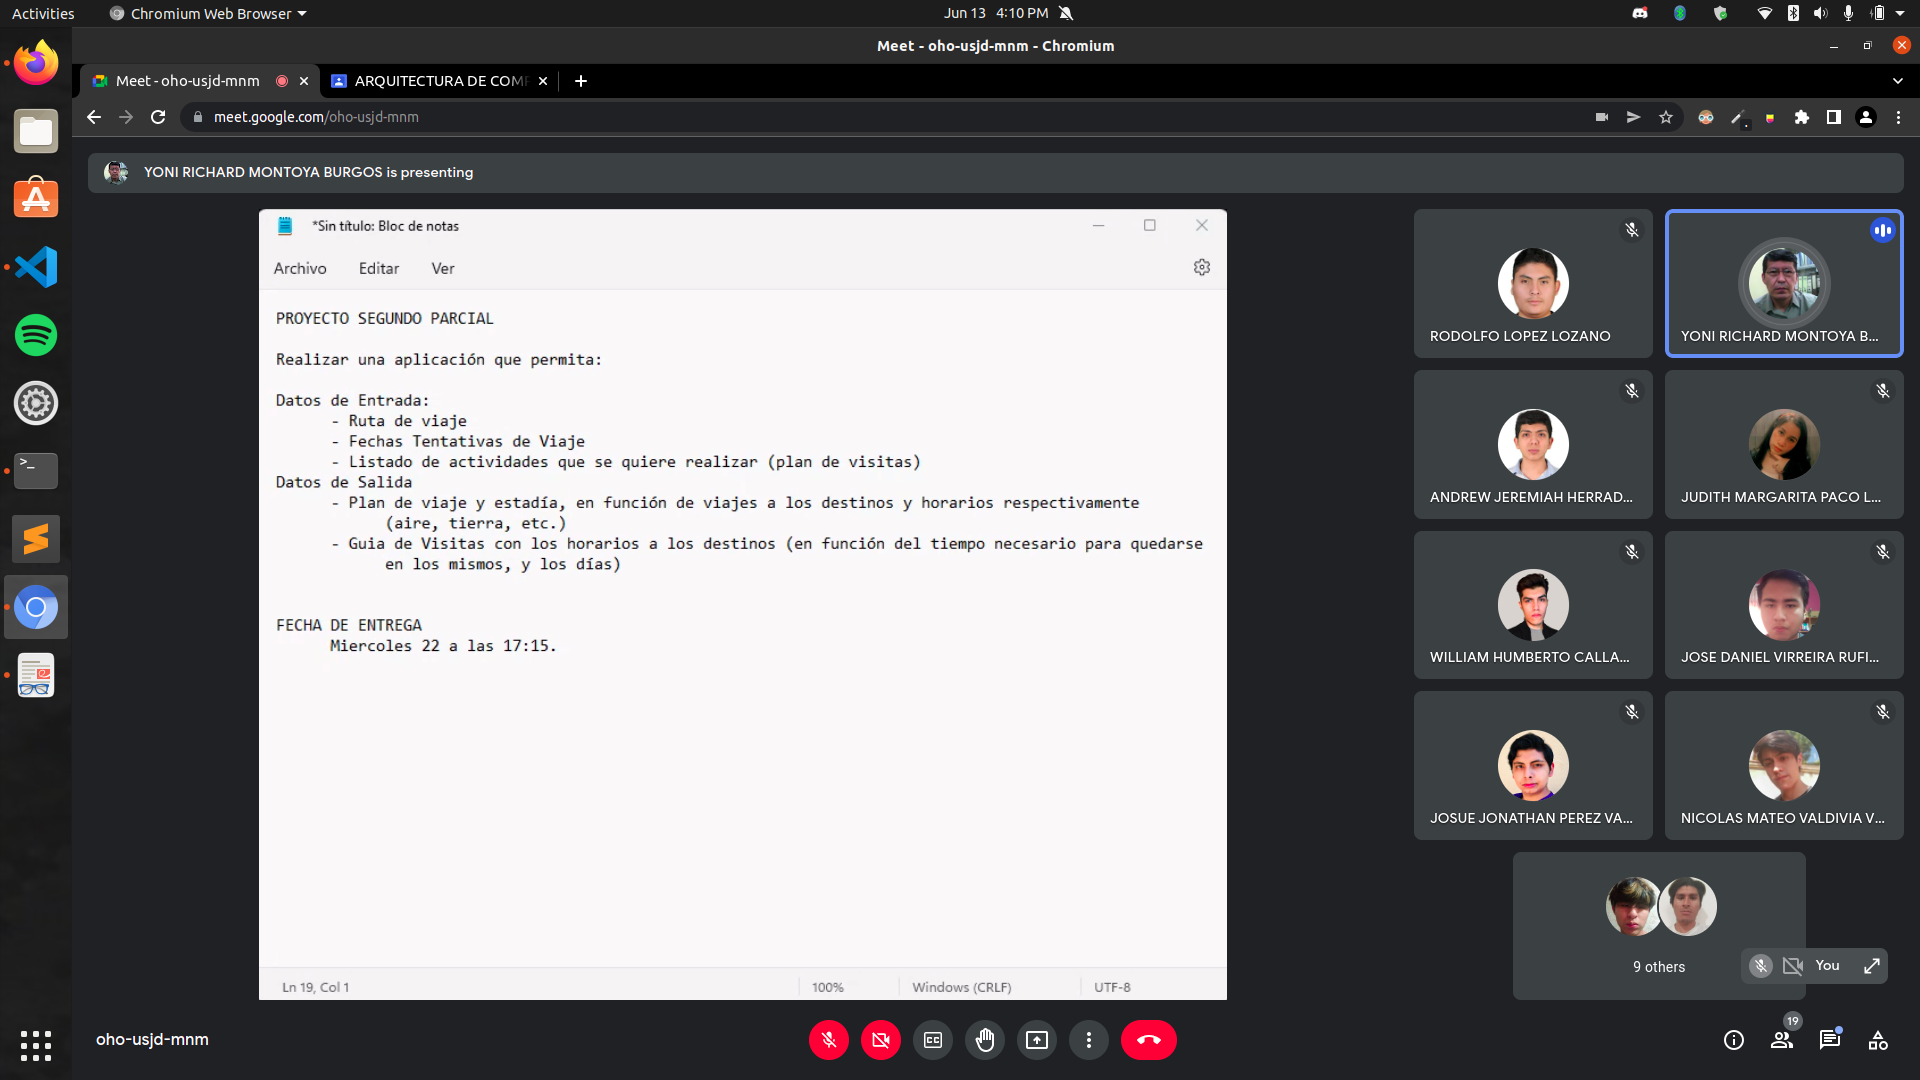 Activities
Chromium Web Browser
Jun 13 4:10 PM
Meet - oho-usjd-mnm - Chromium
Meet - oho-usjd-mnm
ARQUITECTURA DE COMP
meet.google.com/oho-usjd-mnm
YONI RICHARD MONTOYA BURGOS is presenting
*Sin título: Bloc de notas
Archivo Editar Ver
PROYECTO SEGUNDO PARCIAL
Realizar una aplicación que permita:
Datos de Entrada:
- Ruta de viaje
- Fechas Tentativas de Viaje
- Listado de actividades que se quiere realizar (plan de visitas)
Datos de Salida
- Plan de viaje y estadía, en función de viajes a los destinos y horarios respectivamente
(aire, tierra, etc.)
- Guia de Visitas con los horarios a los destinos (en función del tiempo necesario para quedarse
en los mismos, y los días)
FECHA DE ENTREGA
Miercoles 22 a las 17:15.
Ln 19, Col 1
100%
Windows (CRLF)
UTF-8
RODOLFO LOPEZ LOZANO
YONI RICHARD MONTOYA B...
ANDREW JEREMIAH HERRAD...
JUDITH MARGARITA PACO L...
WILLIAM HUMBERTO CALLA...
JOSE DANIEL VIRREIRA RUFI...
JOSUE JONATHAN PEREZ VA...
NICOLAS MATEO VALDIVIA V...
9 others
You
oho-usjd-mnm
19